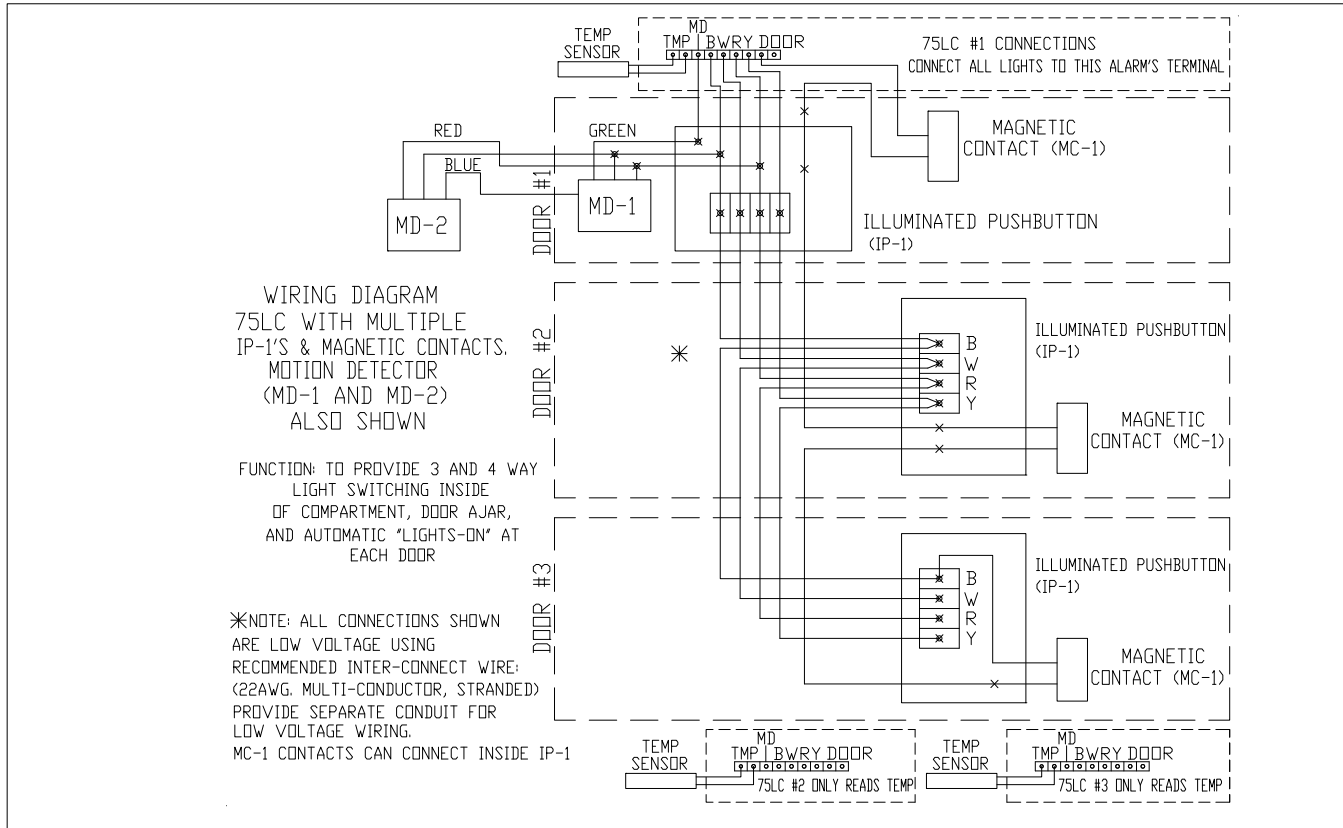 MD
TEMP
SENSOR
TMP BWRY DOOR
75LC #1 CONNECTIONS
CONNECT ALL LIGHTS TO THIS ALARM'S TERMINAL
RED
GREEN
BLUE
MD-2
MD-1
DOOR #1
MAGNETIC
CONTACT (MC-1)
ILLUMINATED PUSHBUTTON
(IP-1)
WIRING DIAGRAM
75LC WITH MULTIPLE
IP-1'S & MAGNETIC CONTACTS.
MOTION DETECTOR
(MD-1 AND MD-2)
ALSO SHOWN
DOOR #2
B
W
R
Y
ILLUMINATED PUSHBUTTON
(IP-1)
MAGNETIC
CONTACT (MC-1)
FUNCTION: TO PROVIDE 3 AND 4 WAY
LIGHT SWITCHING INSIDE
OF COMPARTMENT, DOOR AJAR,
AND AUTOMATIC "LIGHTS-ON" AT
EACH DOOR
DOOR #3
B
W
R
Y
ILLUMINATED PUSHBUTTON
(IP-1)
MAGNETIC
CONTACT (MC-1)
*NOTE: ALL CONNECTIONS SHOWN
ARE LOW VOLTAGE USING
RECOMMENDED INTER-CONNECT WIRE:
(22AWG. MULTI-CONDUCTOR, STRANDED)
PROVIDE SEPARATE CONDUIT FOR
LOW VOLTAGE WIRING.
MC-1 CONTACTS CAN CONNECT INSIDE IP-1
TEMP
SENSOR
MD
TMP BWRY DOOR
75LC #2 ONLY READS TEMP
TEMP
SENSOR
MD
TMP BWRY DOOR
75LC #3 ONLY READS TEMP